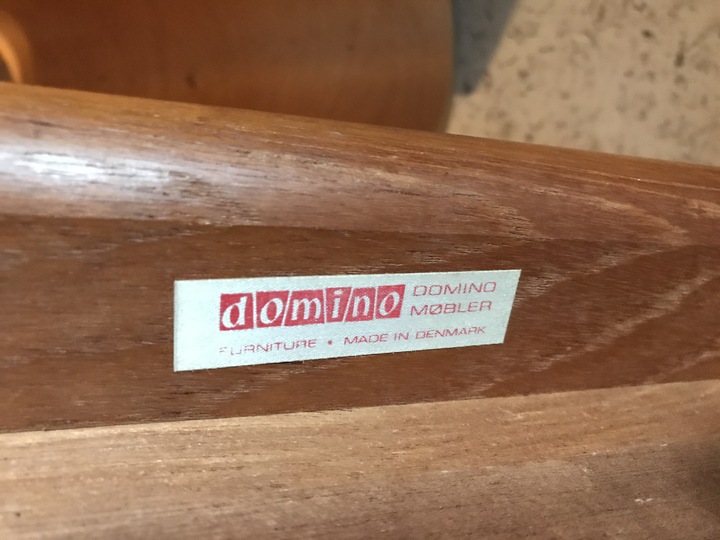 domino
DOMINO
MØBLER
FURNITURE • MADE IN DENMARK